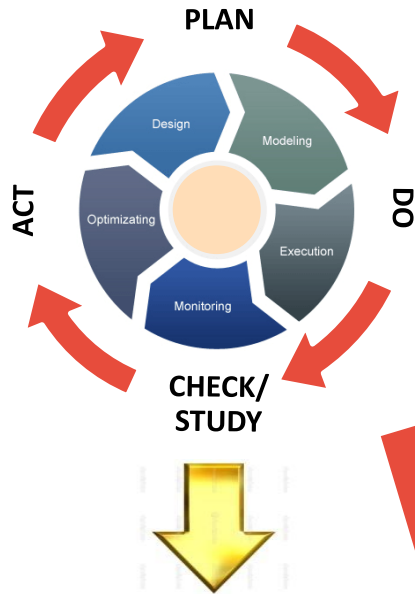 PLAN
Design
Modeling
ACT
DO
Optimizating
Execution
Monitoring
CHECK/
STUDY